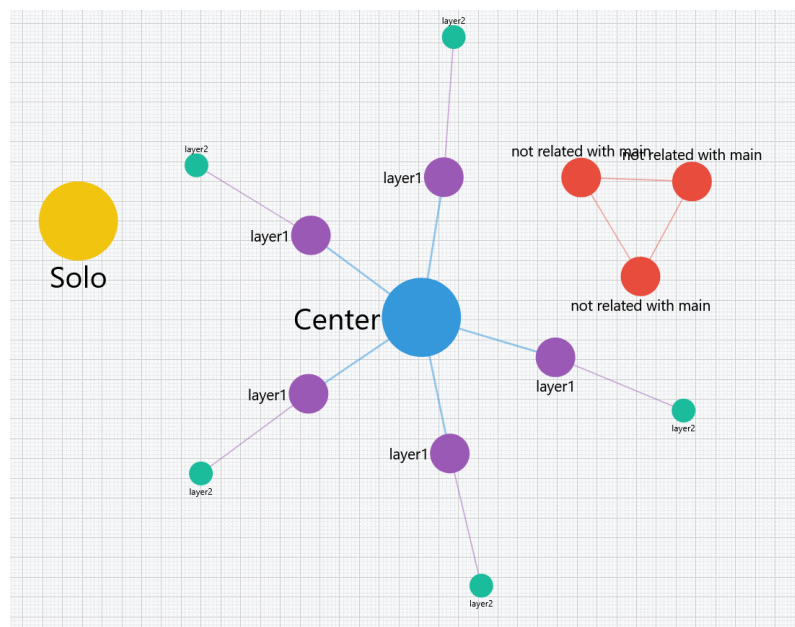 layer2
layer2
not related with main
not related with main
layer1
layer1
Solo
not related with main
Center
layer1
layer1
layer2
layer1
layer2
layer2